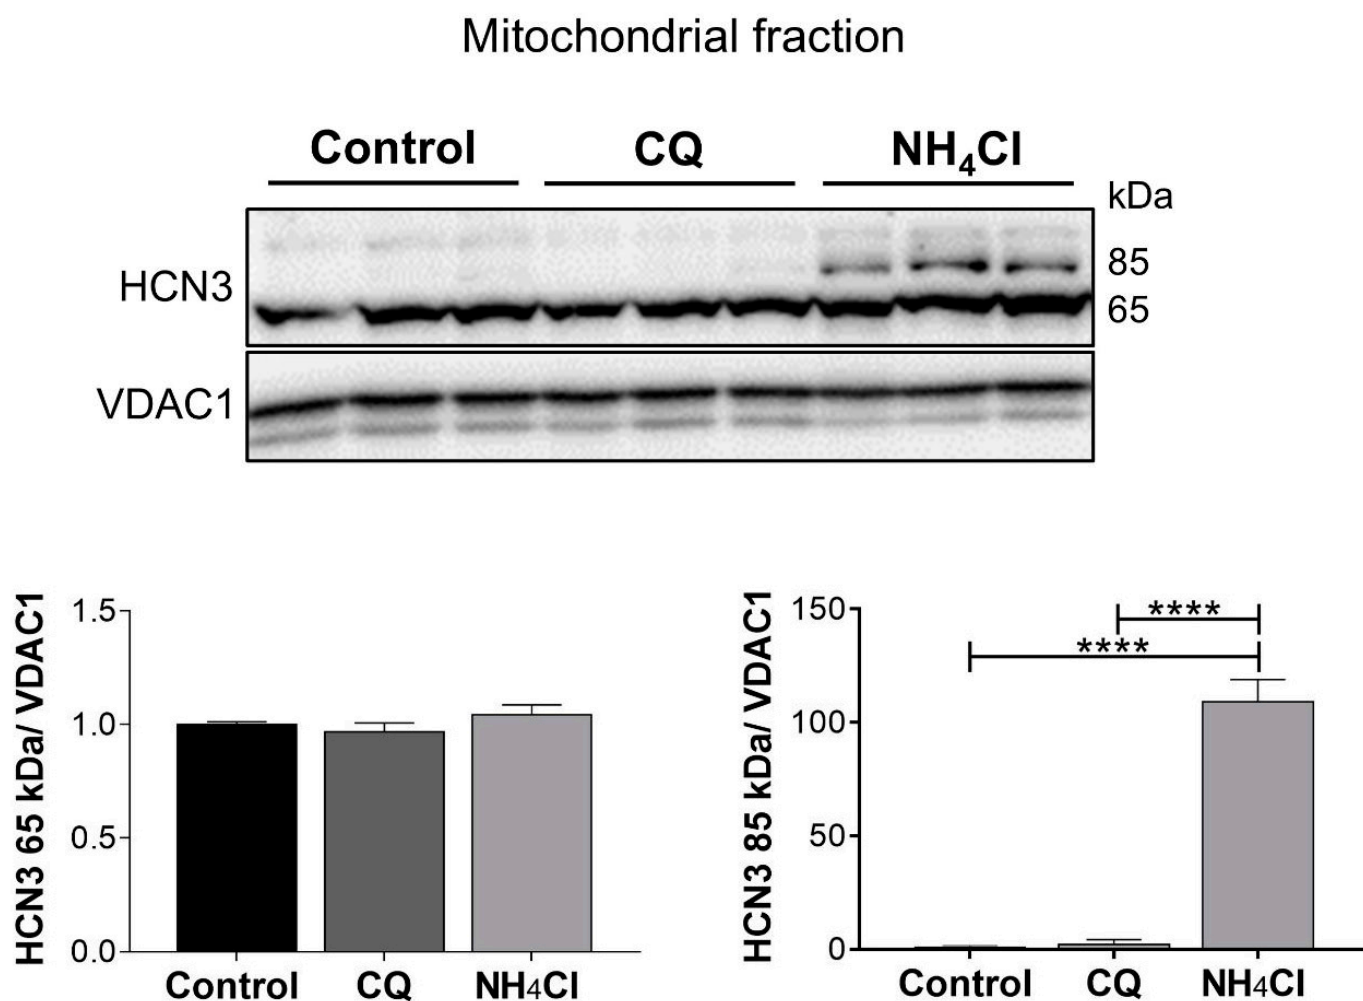 Mitochondrial fraction
Control CQ NH₄Cl
kDa
HCN3 85
65
VDAC1
HCN3 65 kDa/ VDAC1
1.5
1.0
0.5
0.0
Control CQ NH4Cl
HCN3 85 kDa/ VDAC1
150
100
50
0
****
****
Control CQ NH4Cl